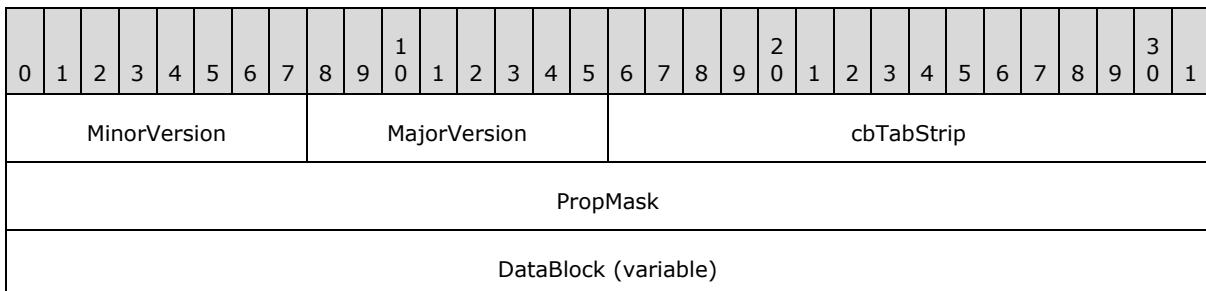 1 2 3
0 1 2 3 4 5 6 7 8 9 0 1 2 3 4 5 6 7 8 9 0 1 2 3 4 5 6 7 8 9 0 1
MinorVersion MajorVersion cbTabStrip
PropMask
DataBlock (variable)